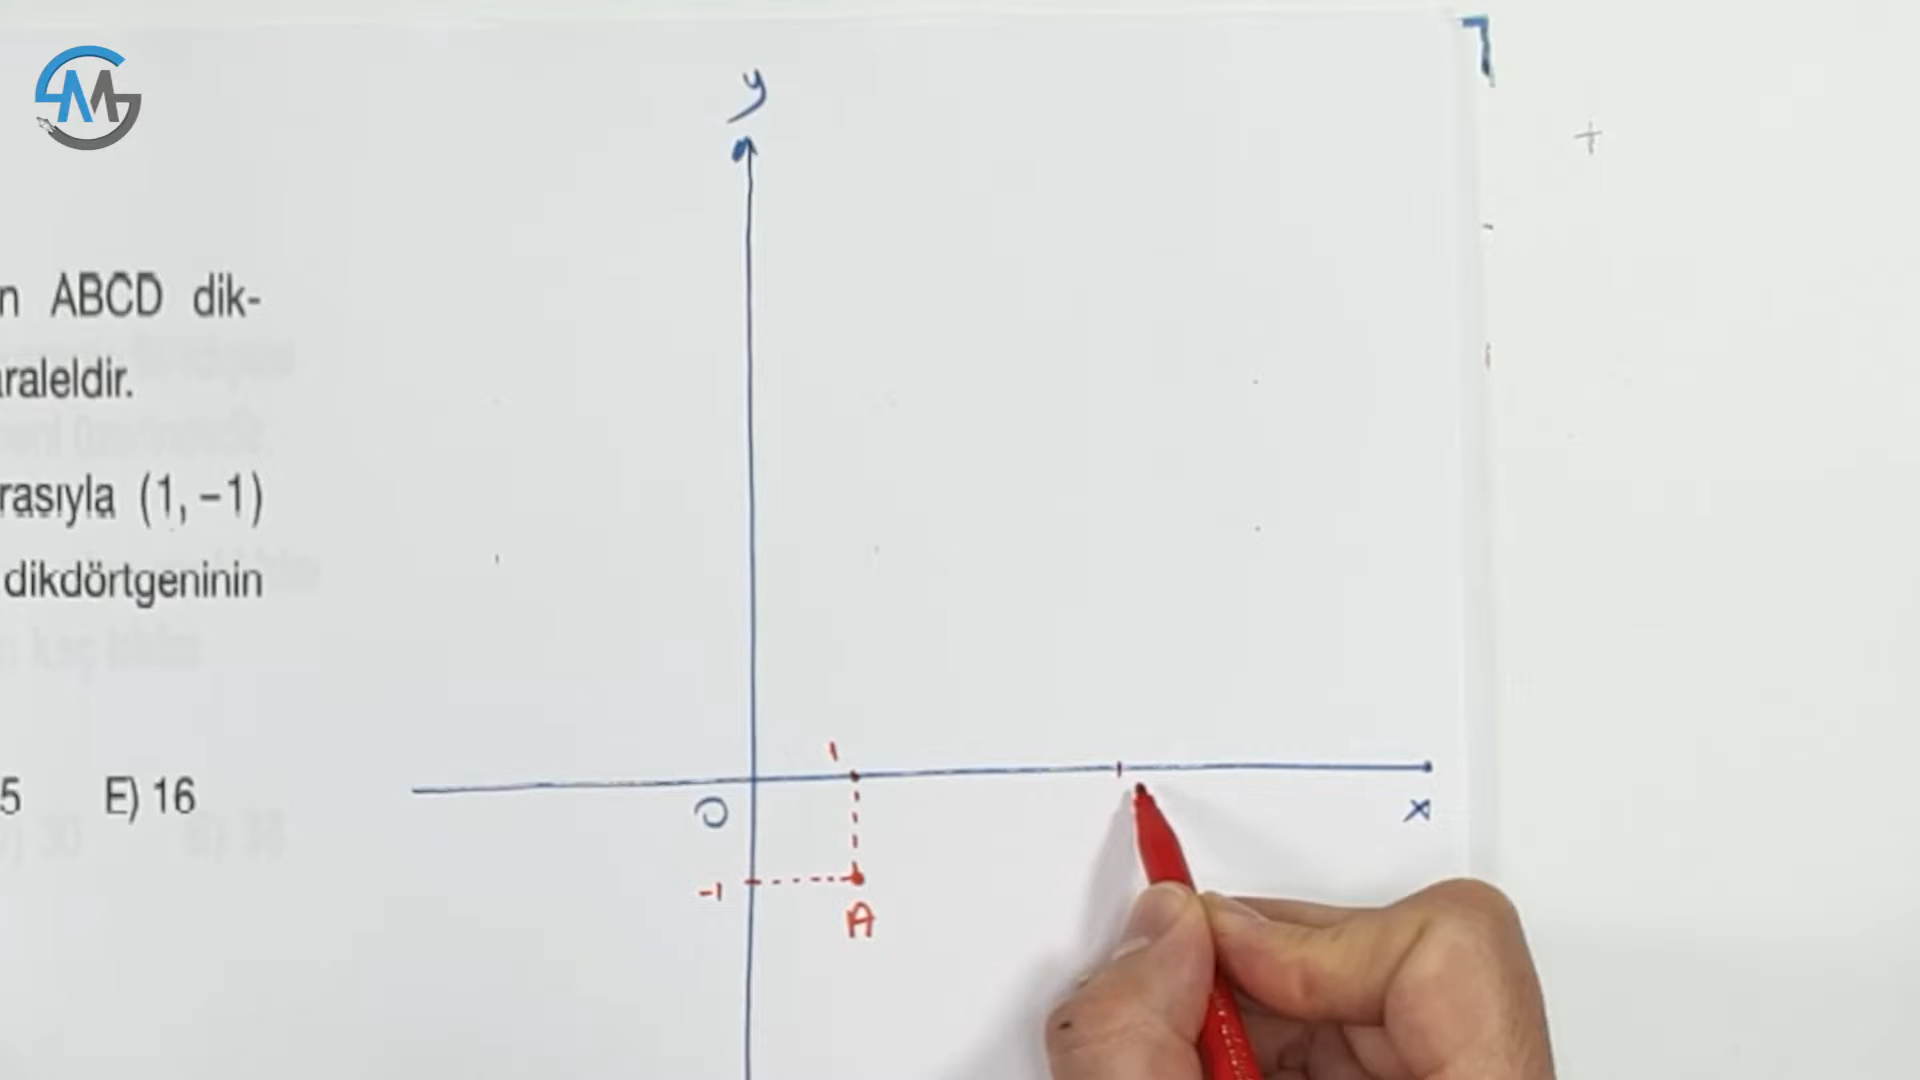 y
n ABCD dik-
raleldir.
rasıyla (1, −1)
dikdörtgeninin
5 E) 16
1
O
x
-1
A